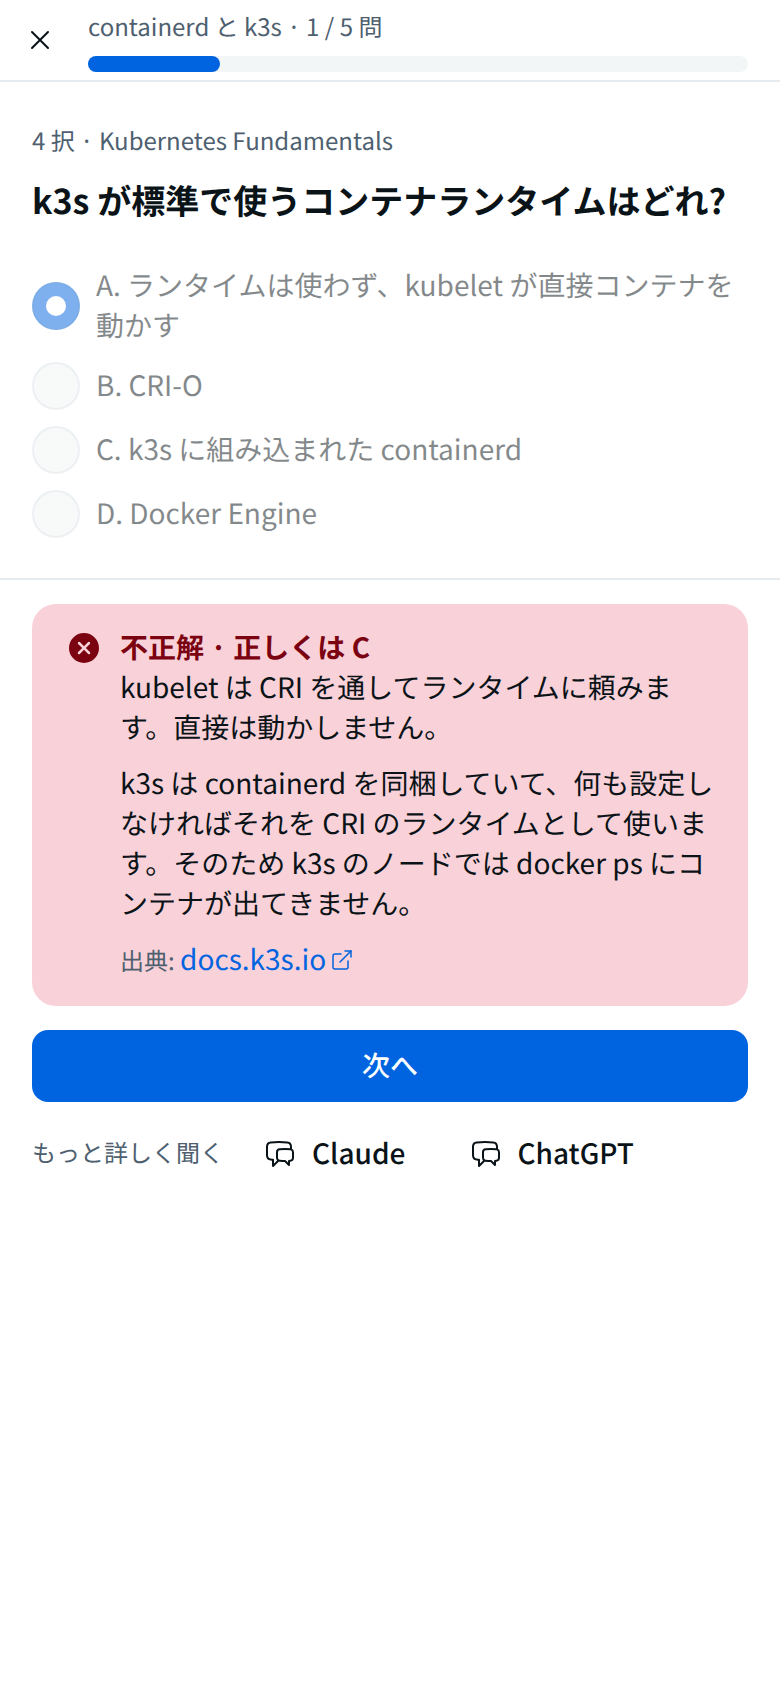 containerd と k3s · 1 / 5 問
4 択 · Kubernetes Fundamentals
k3s が標準で使うコンテナランタイムはどれ?
A. ランタイムは使わず、kubelet が直接コンテナを
動かす
B. CRI-O
C. k3s に組み込まれた containerd
D. Docker Engine
不正解 · 正しくは C
kubelet は CRI を通してランタイムに頼みま
す。直接は動かしません。
k3s は containerd を同梱していて、何も設定し
なければそれを CRI のランタイムとして使いま
す。そのため k3s のノードでは docker ps にコ
ンテナが出てきません。
出典: docs.k3s.io
次へ
もっと詳しく聞く Claude ChatGPT